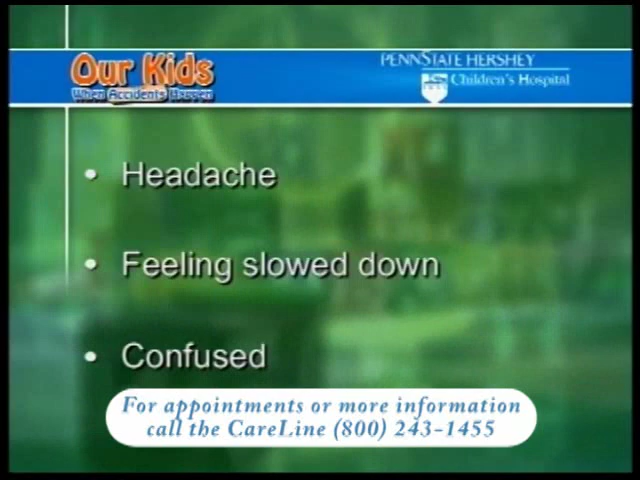 Our Kids
When Accidents Happen
PENNSTATE HERSHEY
Children's Hospital
• Headache
• Feeling slowed down
• Confused
For appointments or more information
call the CareLine (800) 243-1455